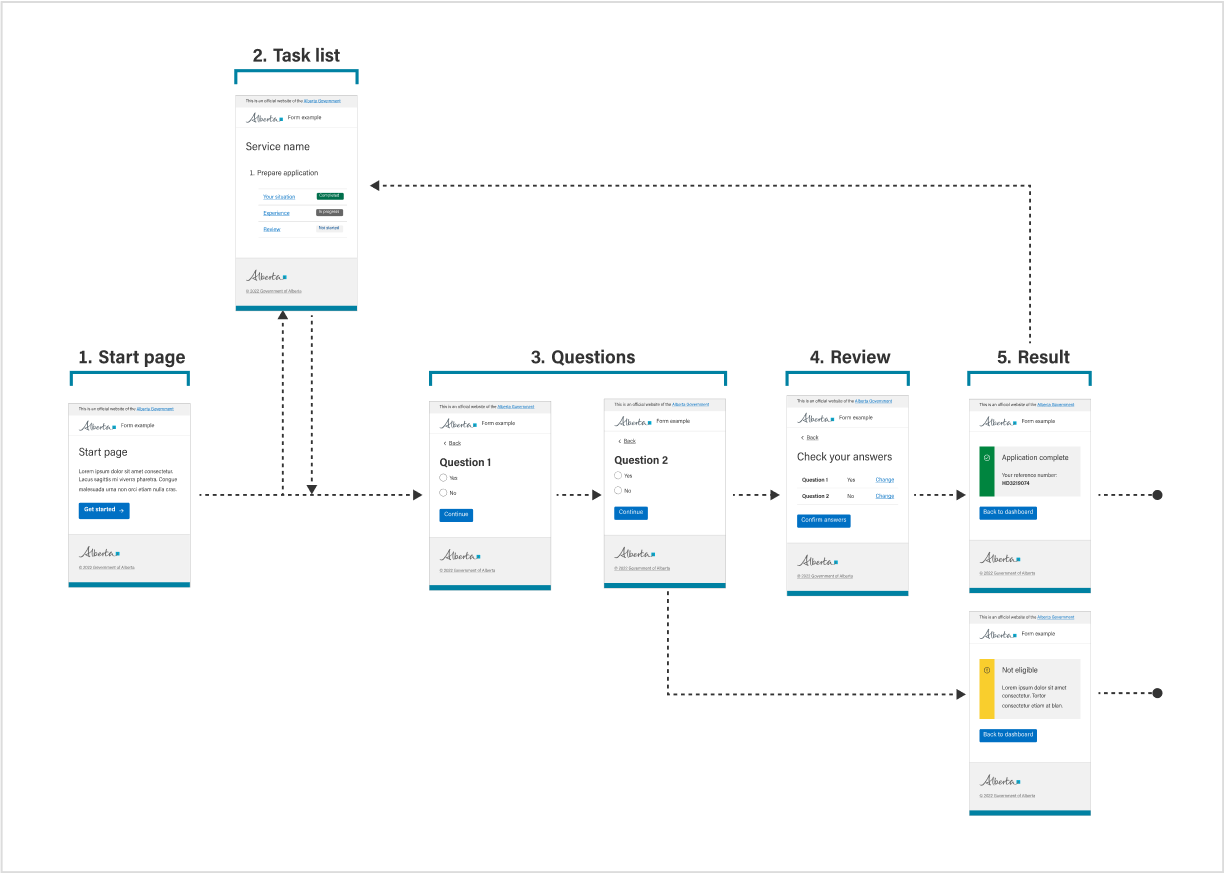 2. Task list
This is an official website of the Alberta Government
Alberta Form example
Service name
1. Prepare application
Your situation Completed
Experience In progress
Review Not started
Alberta
© 2022 Government of Alberta
1. Start page
This is an official website of the Alberta Government
Alberta Form example
Start page
Lorem ipsum dolor sit amet consectetus
Lacus sagittis mi viverra pharetra. Congue
malesuada urna non orci etiam nulla cras.
Get started →
Alberta
© 2022 Government of Alberta
3. Questions
This is an official website of the Alberta Government
Alberta Form example
< Back
Question 1
Yes
No
Continue
Alberta
© 2022 Government of Alberta
This is an official website of the Alberta Government
Alberta Form example
< Back
Question 2
Yes
No
Continue
Alberta
© 2022 Government of Alberta
4. Review
This is an official website of the Alberta Government
Alberta Form example
< Back
Check your answers
Question 1 Yes Change
Question 2 No Change
Confirm answers
Alberta
© 2022 Government of Alberta
5. Result
This is an official website of the Alberta Government
Alberta Form example
Application complete
Your reference number:
HD3219074
Back to dashboard
Alberta
© 2022 Government of Alberta
This is an official website of the Alberta Government
Alberta Form example
Not eligible
Lorem ipsum dolor sit amet
consectetur. Tortor
consectetur etiam at blan.
Back to dashboard
Alberta
© 2022 Government of Alberta